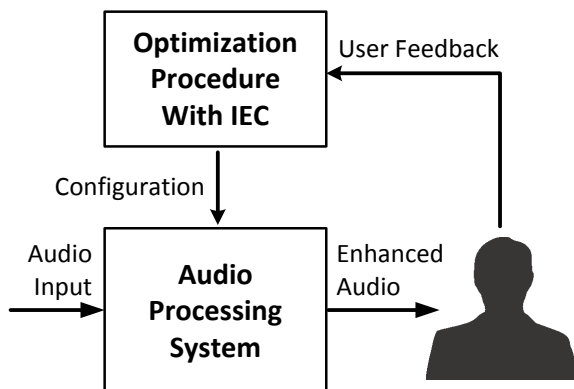 Optimization
Procedure
With IEC
User Feedback
Configuration
Audio
Input
Audio
Processing
System
Enhanced
Audio